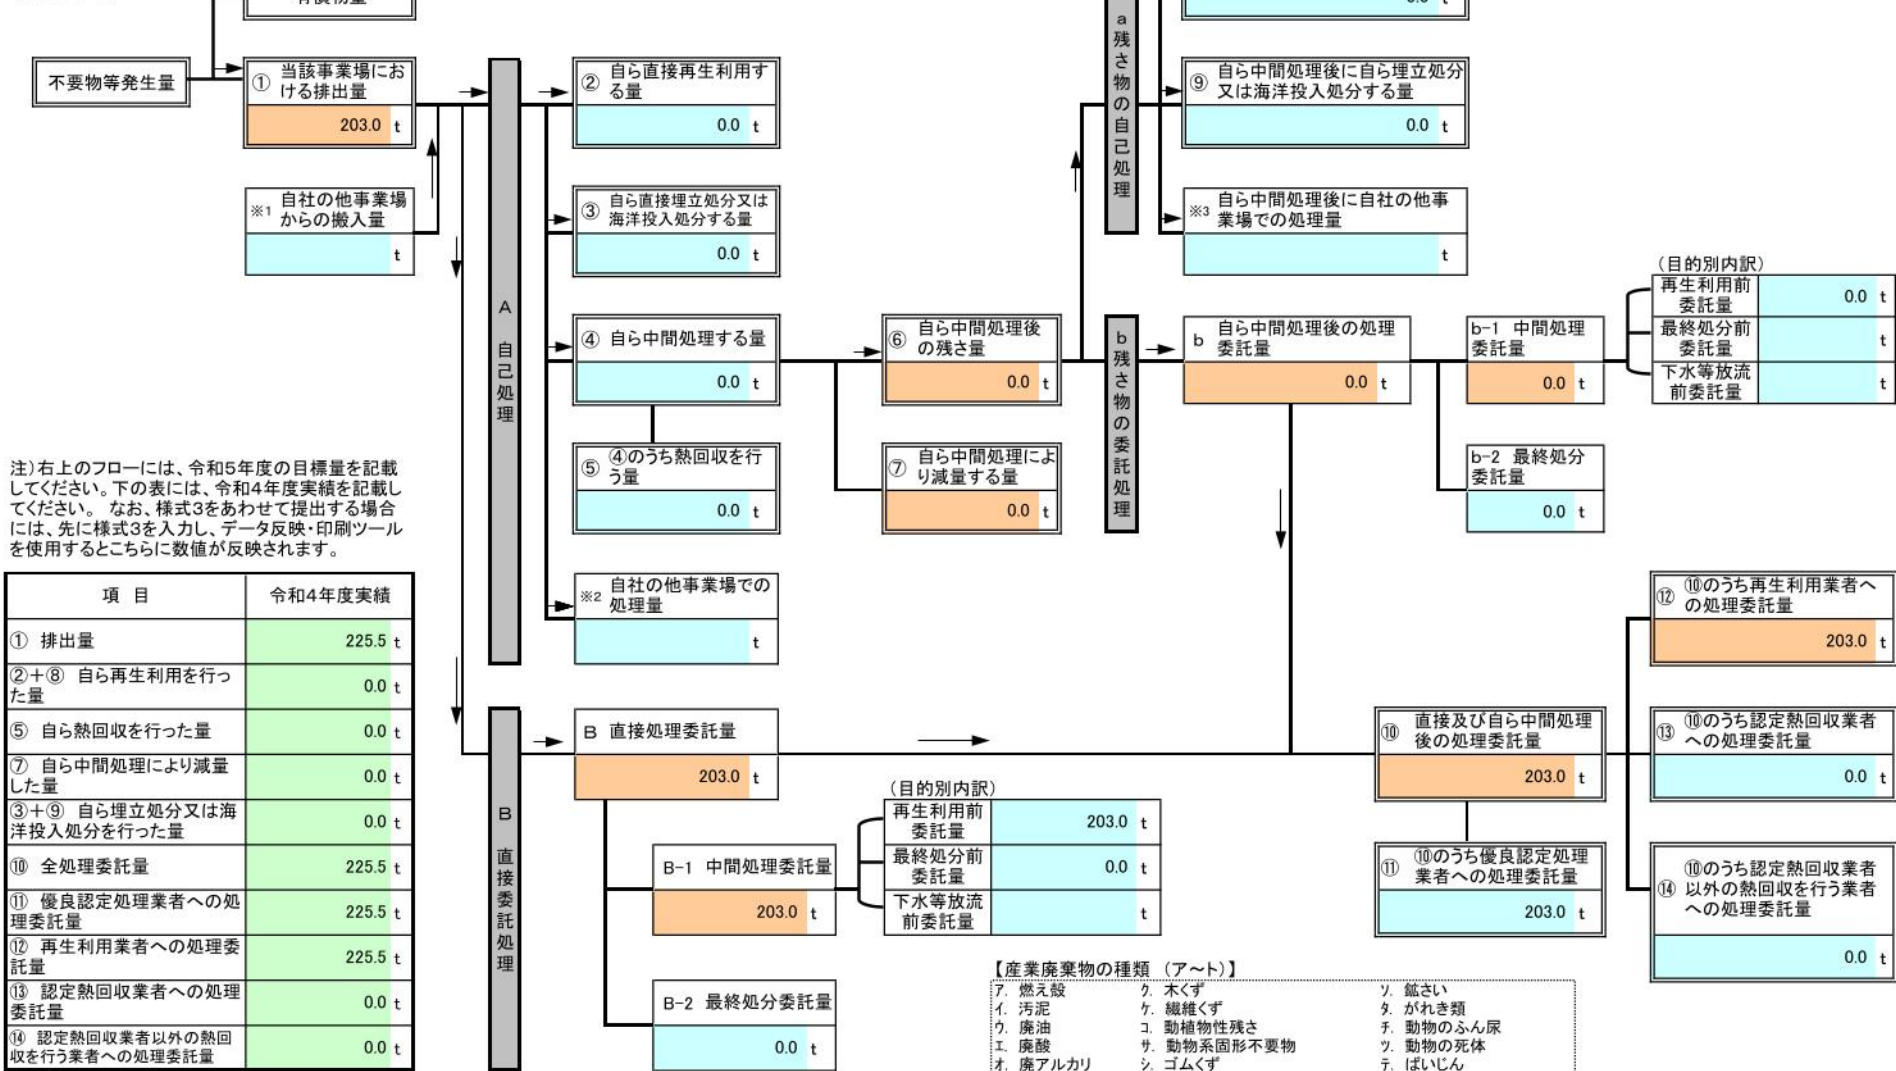 不要物等発生量
① 当該事業場にお
ける排出量
203.0 t
※1 自社の他事業場
からの搬入量
t
A 自己処理
② 自ら直接再生利用す
る量
0.0 t
③ 自ら直接埋立処分又は
海洋投入処分する量
0.0 t
④ 自ら中間処理する量
0.0 t
⑤ ④のうち熱回収を行
う量
0.0 t
※2 自社の他事業場での
処理量
t
⑥ 自ら中間処理後
の残さ量
0.0 t
⑦ 自ら中間処理によ
り減量する量
0.0 t
a 残さ物の自己処理
⑨ 自ら中間処理後に自ら埋立処分
又は海洋投入処分する量
0.0 t
※3 自ら中間処理後に自社の他事
業場での処理量
t
b 残さ物の委託処理
b 自ら中間処理後の処理
委託量
0.0 t
b-1 中間処理
委託量
0.0 t
b-2 最終処分
委託量
0.0 t
(目的別内訳)
再生利用前
委託量
0.0 t
最終処分前
委託量
t
下水等放流
前委託量
t
注)右上のフローには、令和5年度の目標量を記載
してください。下の表には、令和4年度実績を記載し
てください。 なお、様式3をあわせて提出する場合
には、先に様式3を入力し、データ反映・印刷ツール
を使用するとこちらに数値が反映されます。
項 目 令和4年度実績
① 排出量 225.5 t
②+⑧ 自ら再生利用を行っ
た量 0.0 t
⑤ 自ら熱回収を行った量 0.0 t
⑦ 自ら中間処理により減量
した量 0.0 t
③+⑨ 自ら埋立処分又は海
洋投入処分を行った量 0.0 t
⑩ 全処理委託量 225.5 t
⑪ 優良認定処理業者への処
理委託量 225.5 t
⑫ 再生利用業者への処理委
託量 225.5 t
⑬ 認定熱回収業者への処理
委託量 0.0 t
⑭ 認定熱回収業者以外の熱回
収を行う業者への処理委託量 0.0 t
B 直接委託処理
B 直接処理委託量
203.0 t
B-1 中間処理委託量
203.0 t
B-2 最終処分委託量
0.0 t
(目的別内訳)
再生利用前
委託量
203.0 t
最終処分前
委託量
0.0 t
下水等放流
前委託量
t
⑩ 直接及び自ら中間処理
後の処理委託量
203.0 t
⑪ ⑩のうち優良認定処理
業者への処理委託量
203.0 t
⑫ ⑩のうち再生利用業者へ
の処理委託量
203.0 t
⑬ ⑩のうち認定熱回収業者
への処理委託量
0.0 t
⑭ ⑩のうち認定熱回収業者
以外の熱回収を行う業者
への処理委託量
0.0 t
【産業廃棄物の種類 (ア~ト)】
ア. 燃え殻 ク. 木くず ソ. 鉱さい
イ. 汚泥 ケ. 繊維くず タ. がれき類
ウ. 廃油 コ. 動植物性残さ チ. 動物のふん尿
エ. 廃酸 サ. 動物系固形不要物 ツ. 動物の死体
オ. 廃アルカリ シ. ゴムくず テ. ばいじん